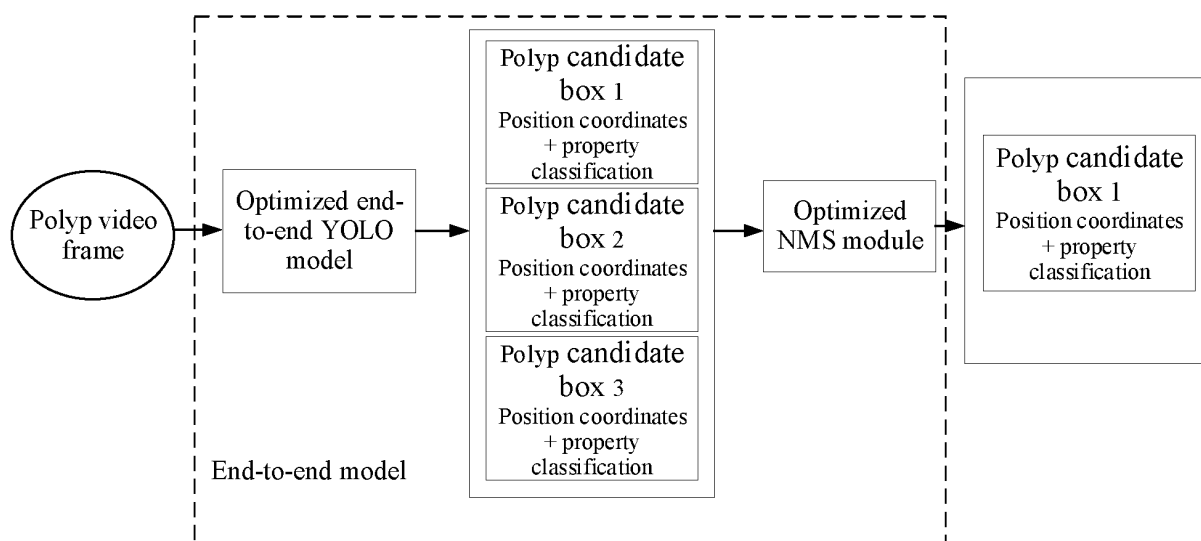 Polyp video
frame
Optimized end-
to-end YOLO
model
Polyp candidate
box 1
Position coordinates
+ property
classification
Polyp candidate
box 2
Position coordinates
+ property
classification
Polyp candidate
box 3
Position coordinates
+ property
classification
Optimized
NMS module
Polyp candidate
box 1
Position coordinates
+ property
classification
End-to-end model